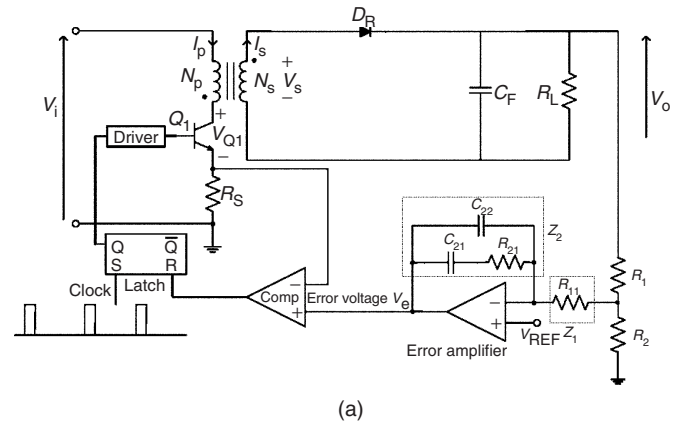 D_R
I_p
I_s
N_p
N_s
+
V_s
−
V_i
C_F
R_L
V_o
Q_1
+
V_Q1
−
Driver
R_S
C_22
Z_2
C_21
R_21
Q Q̅
S R
Latch
Clock
Comp
−
+
Error voltage V_e
−
+
R_11
R_1
V_REF
Z_1
R_2
Error amplifier
(a)